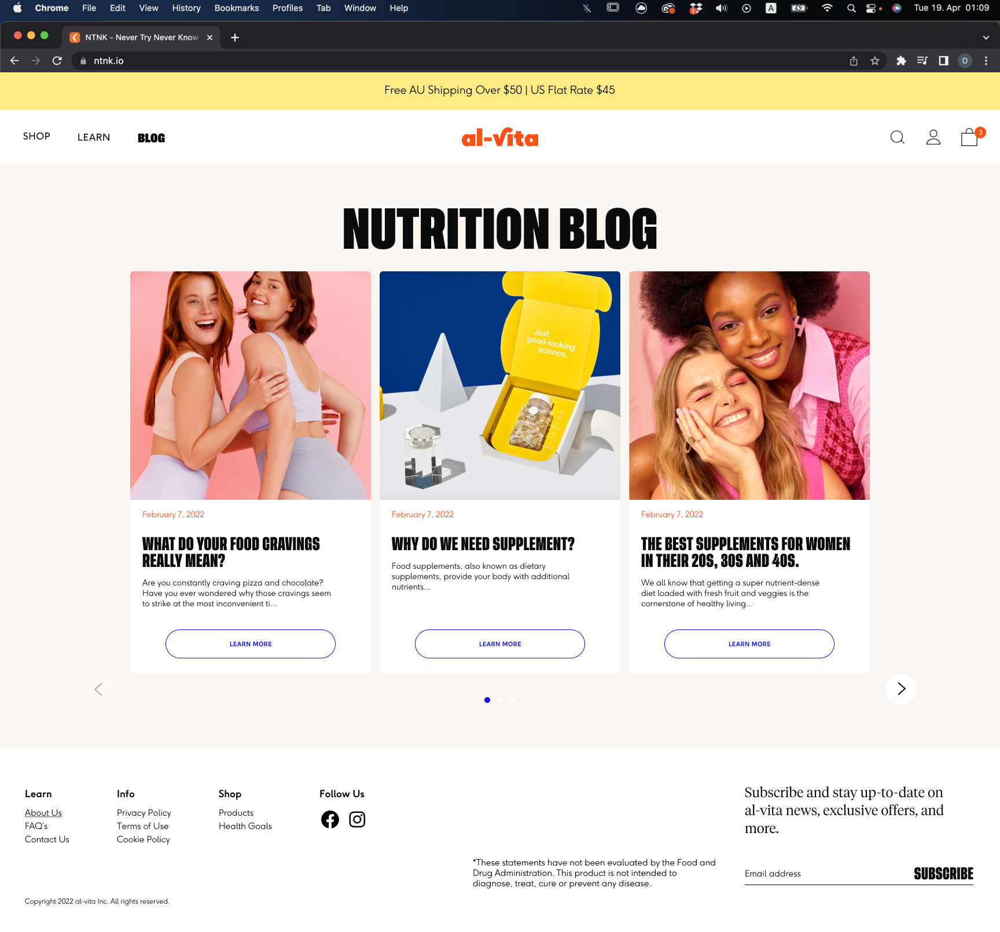 Chrome File Edit View History Bookmarks Profiles Tab Window Help
1
A
Tue 19. Apr 01:09
NTNK - Never Try Never Know
ntnk.io
O
Free AU Shipping Over $50 | US Flat Rate $45
SHOP LEARN BLOG
al-vita
3
NUTRITION BLOG
Just
good-looking
science.
February 7, 2022
WHAT DO YOUR FOOD CRAVINGS
REALLY MEAN?
Are you constantly craving pizza and chocolate?
Have you ever wondered why those cravings seem
to strike at the most inconvenient ti...
LEARN MORE
February 7, 2022
WHY DO WE NEED SUPPLEMENT?
Food supplements, also known as dietary
supplements, provide your body with additional
nutrients...
LEARN MORE
February 7, 2022
THE BEST SUPPLEMENTS FOR WOMEN
IN THEIR 20S, 30S AND 40S.
We all know that getting a super nutrient-dense
diet loaded with fresh fruit and veggies is the
cornerstone of healthy living...
LEARN MORE
Learn
About Us
FAQ's
Contact Us
Info
Privacy Policy
Terms of Use
Cookie Policy
Shop
Products
Health Goals
Follow Us
*These statements have not been evaluated by the Food and
Drug Administration. This product is not intended to
diagnose, treat, cure or prevent any disease.
Subscribe and stay up-to-date on
al-vita news, exclusive offers, and
more.
Email address SUBSCRIBE
Copyright 2022 al-vita Inc. All rights reserved.